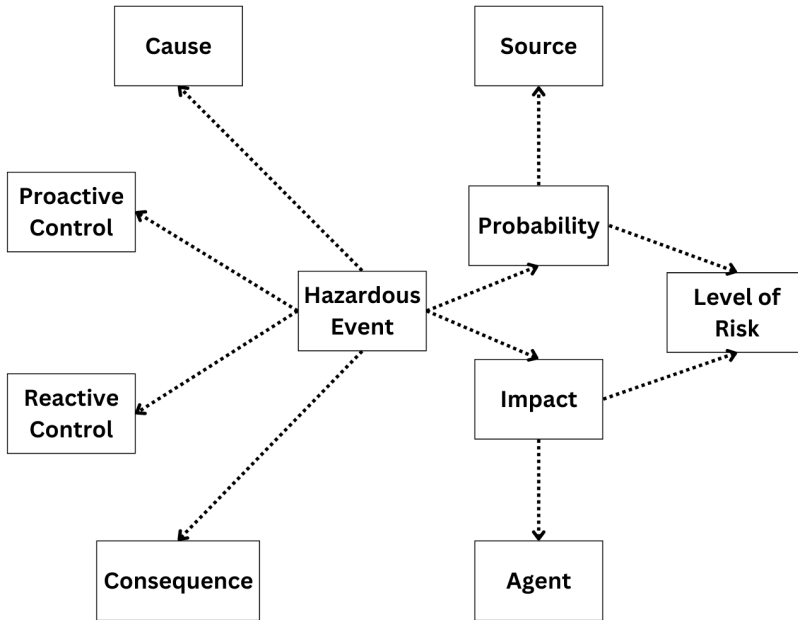 Cause
Source
Proactive
Control
Probability
Hazardous
Event
Level of
Risk
Reactive
Control
Impact
Consequence
Agent